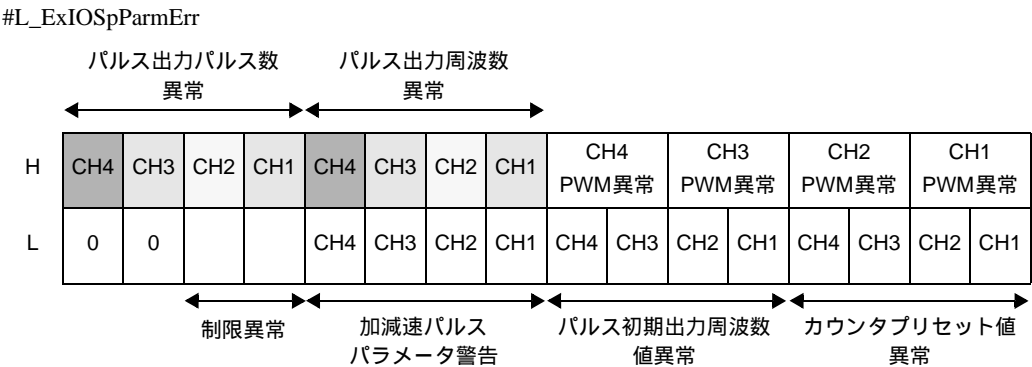 #L_ExIOSpParmErr
パルス出力パルス数 パルス出力周波数
異常 異常
H CH4 CH3 CH2 CH1 CH4 CH3 CH2 CH1 CH4 CH3 CH2 CH1
PWM異常 PWM異常 PWM異常 PWM異常
L 0 0 CH4 CH3 CH2 CH1 CH4 CH3 CH2 CH1 CH4 CH3 CH2 CH1
制限異常 加減速パルス パルス初期出力周波数 カウンタプリセット値
パラメータ警告 値異常 異常